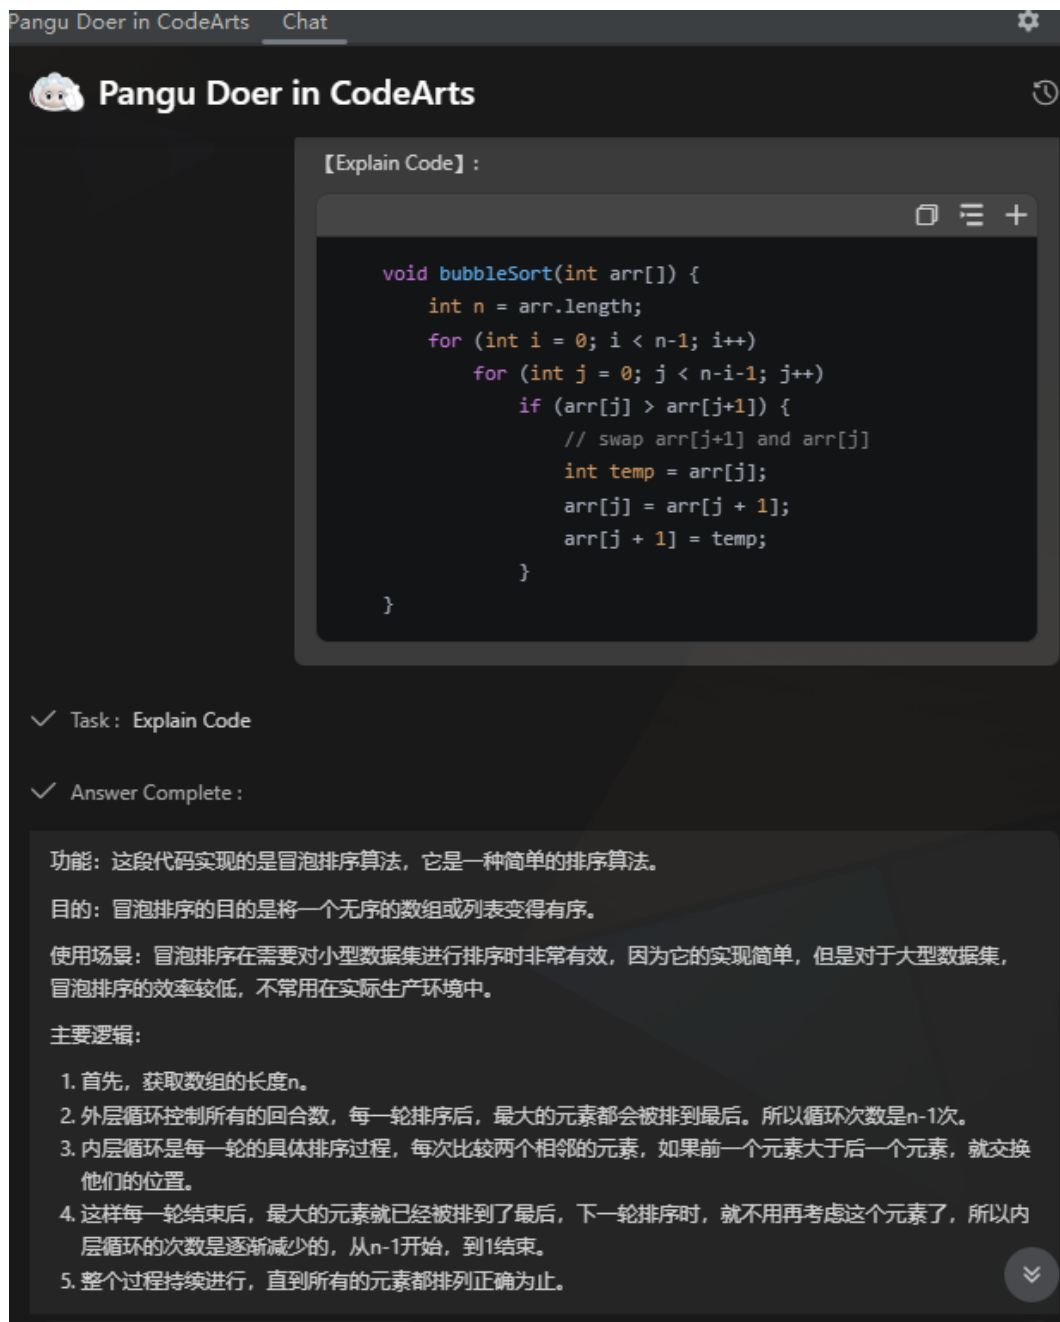 Pangu Doer in CodeArts Chat
Pangu Doer in CodeArts
【Explain Code】:
void bubbleSort(int arr[]) {
int n = arr.length;
for (int i = 0; i < n-1; i++)
for (int j = 0; j < n-i-1; j++)
if (arr[j] > arr[j+1]) {
// swap arr[j+1] and arr[j]
int temp = arr[j];
arr[j] = arr[j + 1];
arr[j + 1] = temp;
}
}
Task: Explain Code
Answer Complete:
功能：这段代码实现的是冒泡排序算法，它是一种简单的排序算法。
目的：冒泡排序的目的是将一个无序的数组或列表变得有序。
使用场景：冒泡排序在需要对小型数据集进行排序时非常有效，因为它的实现简单，但是对于大型数据集，
冒泡排序的效率较低，不常用在实际生产环境中。
主要逻辑：
1. 首先，获取数组的长度n。
2. 外层循环控制所有的回合数，每一轮排序后，最大的元素都会被排到最后。所以循环次数是n-1次。
3. 内层循环是每一轮的具体排序过程，每次比较两个相邻的元素，如果前一个元素大于后一个元素，就交换
他们的位置。
4. 这样每一轮结束后，最大的元素就已经被排到了最后，下一轮排序时，就不用再考虑这个元素了，所以内
层循环的次数是逐渐减少的，从n-1开始，到1结束。
5. 整个过程持续进行，直到所有的元素都排列正确为止。